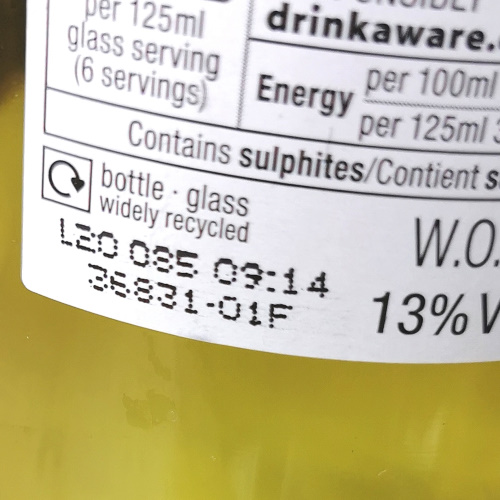 per 125ml
glass serving
(6 servings)
drinkaware.
Energy per 100ml
per 125ml
Contains sulphites/Contient s
bottle · glass
widely recycled
L20 085 09:14
36831-01F
W.O.
13% V